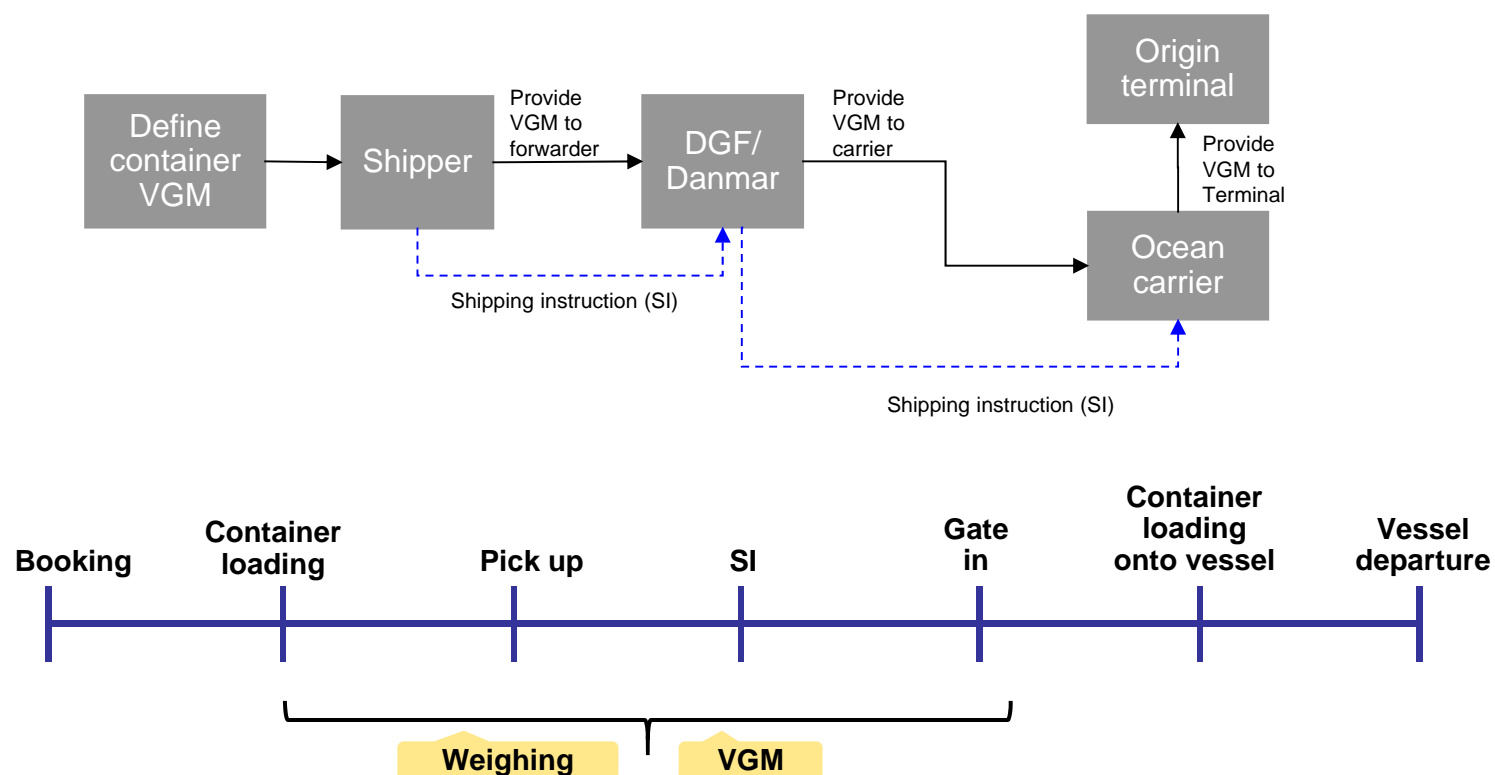 Origin
terminal
Define
container
VGM
Shipper
Provide
VGM to
forwarder
DGF/
Danmar
Provide
VGM to
carrier
Provide
VGM to
Terminal
Ocean
carrier
Shipping instruction (SI)
Shipping instruction (SI)
Booking
Container
loading
Pick up
SI
Gate
in
Container
loading
onto vessel
Vessel
departure
Weighing
VGM